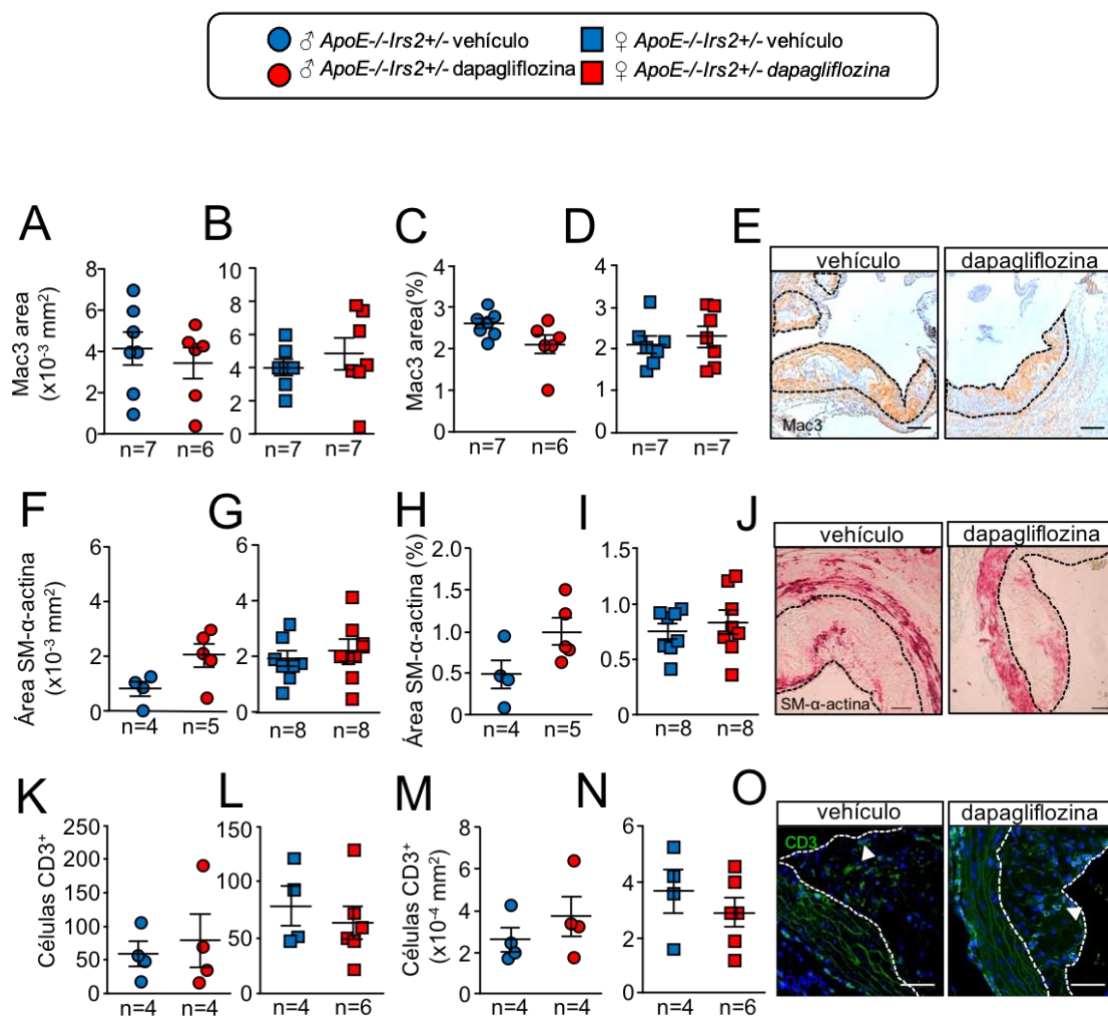 ♂ ApoE-/-Irs2+/- vehículo
♀ ApoE-/-Irs2+/- vehículo
♂ ApoE-/-Irs2+/- dapagliflozina
♀ ApoE-/-Irs2+/- dapagliflozina
A
B
C
D
E
Mac3 area
(x10-³ mm²)
8
6
4
2
0
n=7
n=6
10
8
6
4
2
0
n=7
n=7
Mac3 area(%)
4
3
2
1
0
n=7
n=6
4
3
2
1
0
n=7
n=7
vehículo
dapagliflozina
Mac3
F
G
H
I
J
Área SM-α-actina
(x10-³ mm²)
6
4
2
0
n=4
n=5
6
4
2
0
n=8
n=8
Área SM-α-actina (%)
2.0
1.5
1.0
0.5
0
n=4
n=5
1.5
1.0
0.5
0
n=8
n=8
vehículo
dapagliflozina
SM-α-actina
K
L
M
N
O
Células CD3⁺
250
200
150
100
50
0
n=4
n=4
150
100
50
0
n=4
n=6
Células CD3⁺
(x10-⁴ mm²)
8
6
4
2
0
n=4
n=4
6
4
2
0
n=4
n=6
vehículo
dapagliflozina
CD3